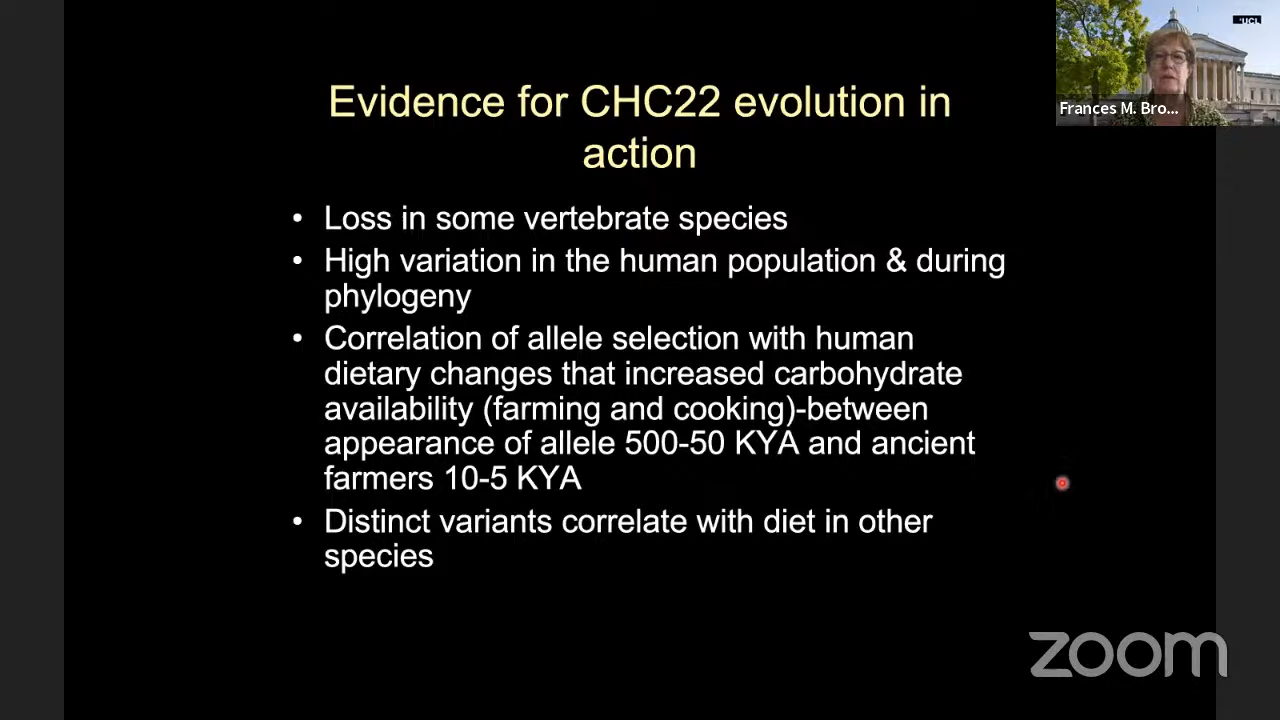 UCL
Frances M. Bro...
Evidence for CHC22 evolution in
action
• Loss in some vertebrate species
• High variation in the human population & during
phylogeny
• Correlation of allele selection with human
dietary changes that increased carbohydrate
availability (farming and cooking)-between
appearance of allele 500-50 KYA and ancient
farmers 10-5 KYA
• Distinct variants correlate with diet in other
species
zoom